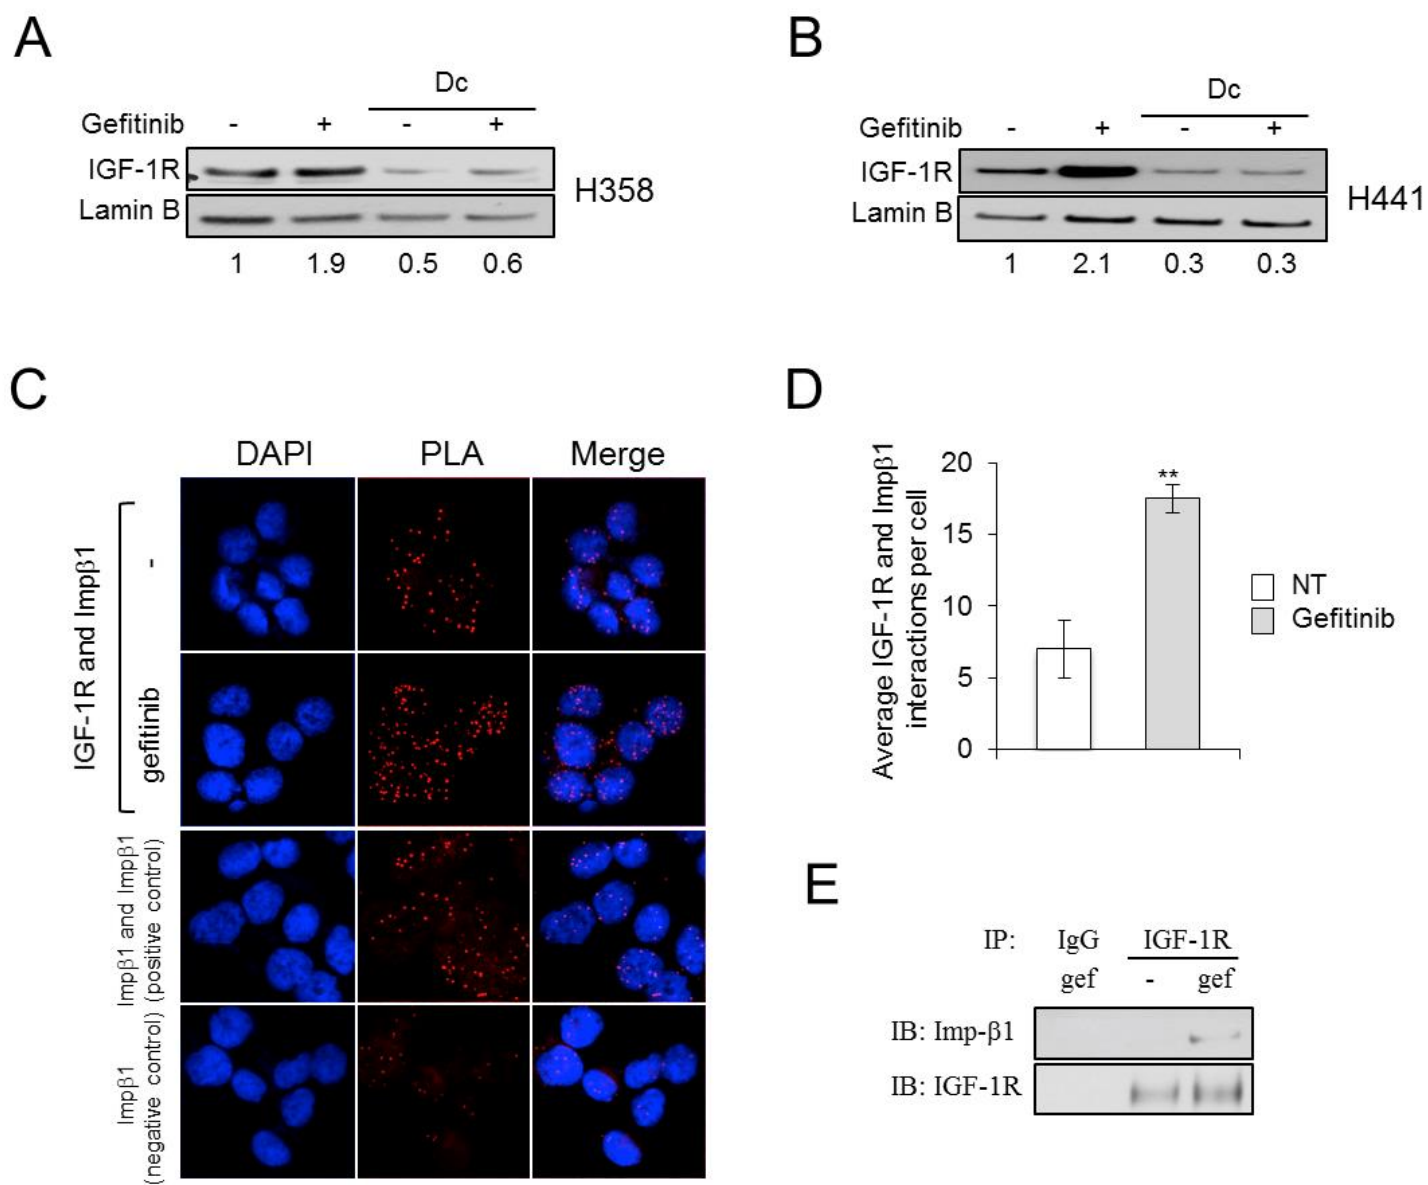 A
Dc
Gefitinib - + - +
IGF-1R
Lamin B
H358
1 1.9 0.5 0.6
B
Dc
Gefitinib - + - +
IGF-1R
Lamin B
H441
1 2.1 0.3 0.3
C
DAPI PLA Merge
IGF-1R and Impβ1
-
gefitinib
Impβ1 and Impβ1
(positive control)
Impβ1
(negative control)
D
Average IGF-1R and Impβ1
interactions per cell
20
15
10
5
0
**
NT
Gefitinib
E
IP: IgG IGF-1R
gef - gef
IB: Imp-β1
IB: IGF-1R